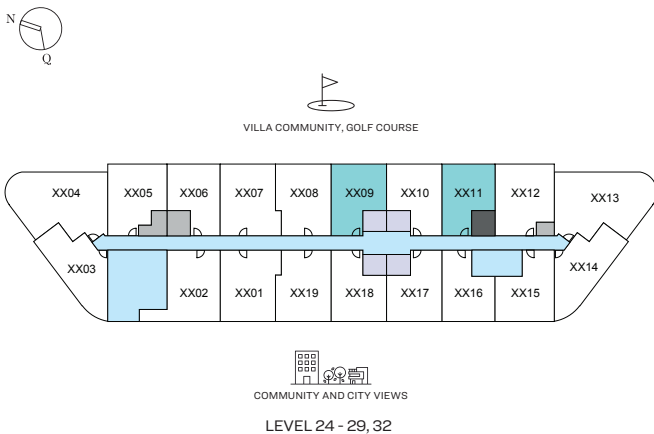 N
Q
VILLA COMMUNITY, GOLF COURSE
XX04 XX05 XX06 XX07 XX08 XX09 XX10 XX11 XX12 XX13
XX03 XX02 XX01 XX19 XX18 XX17 XX16 XX15 XX14
COMMUNITY AND CITY VIEWS
LEVEL 24 - 29, 32